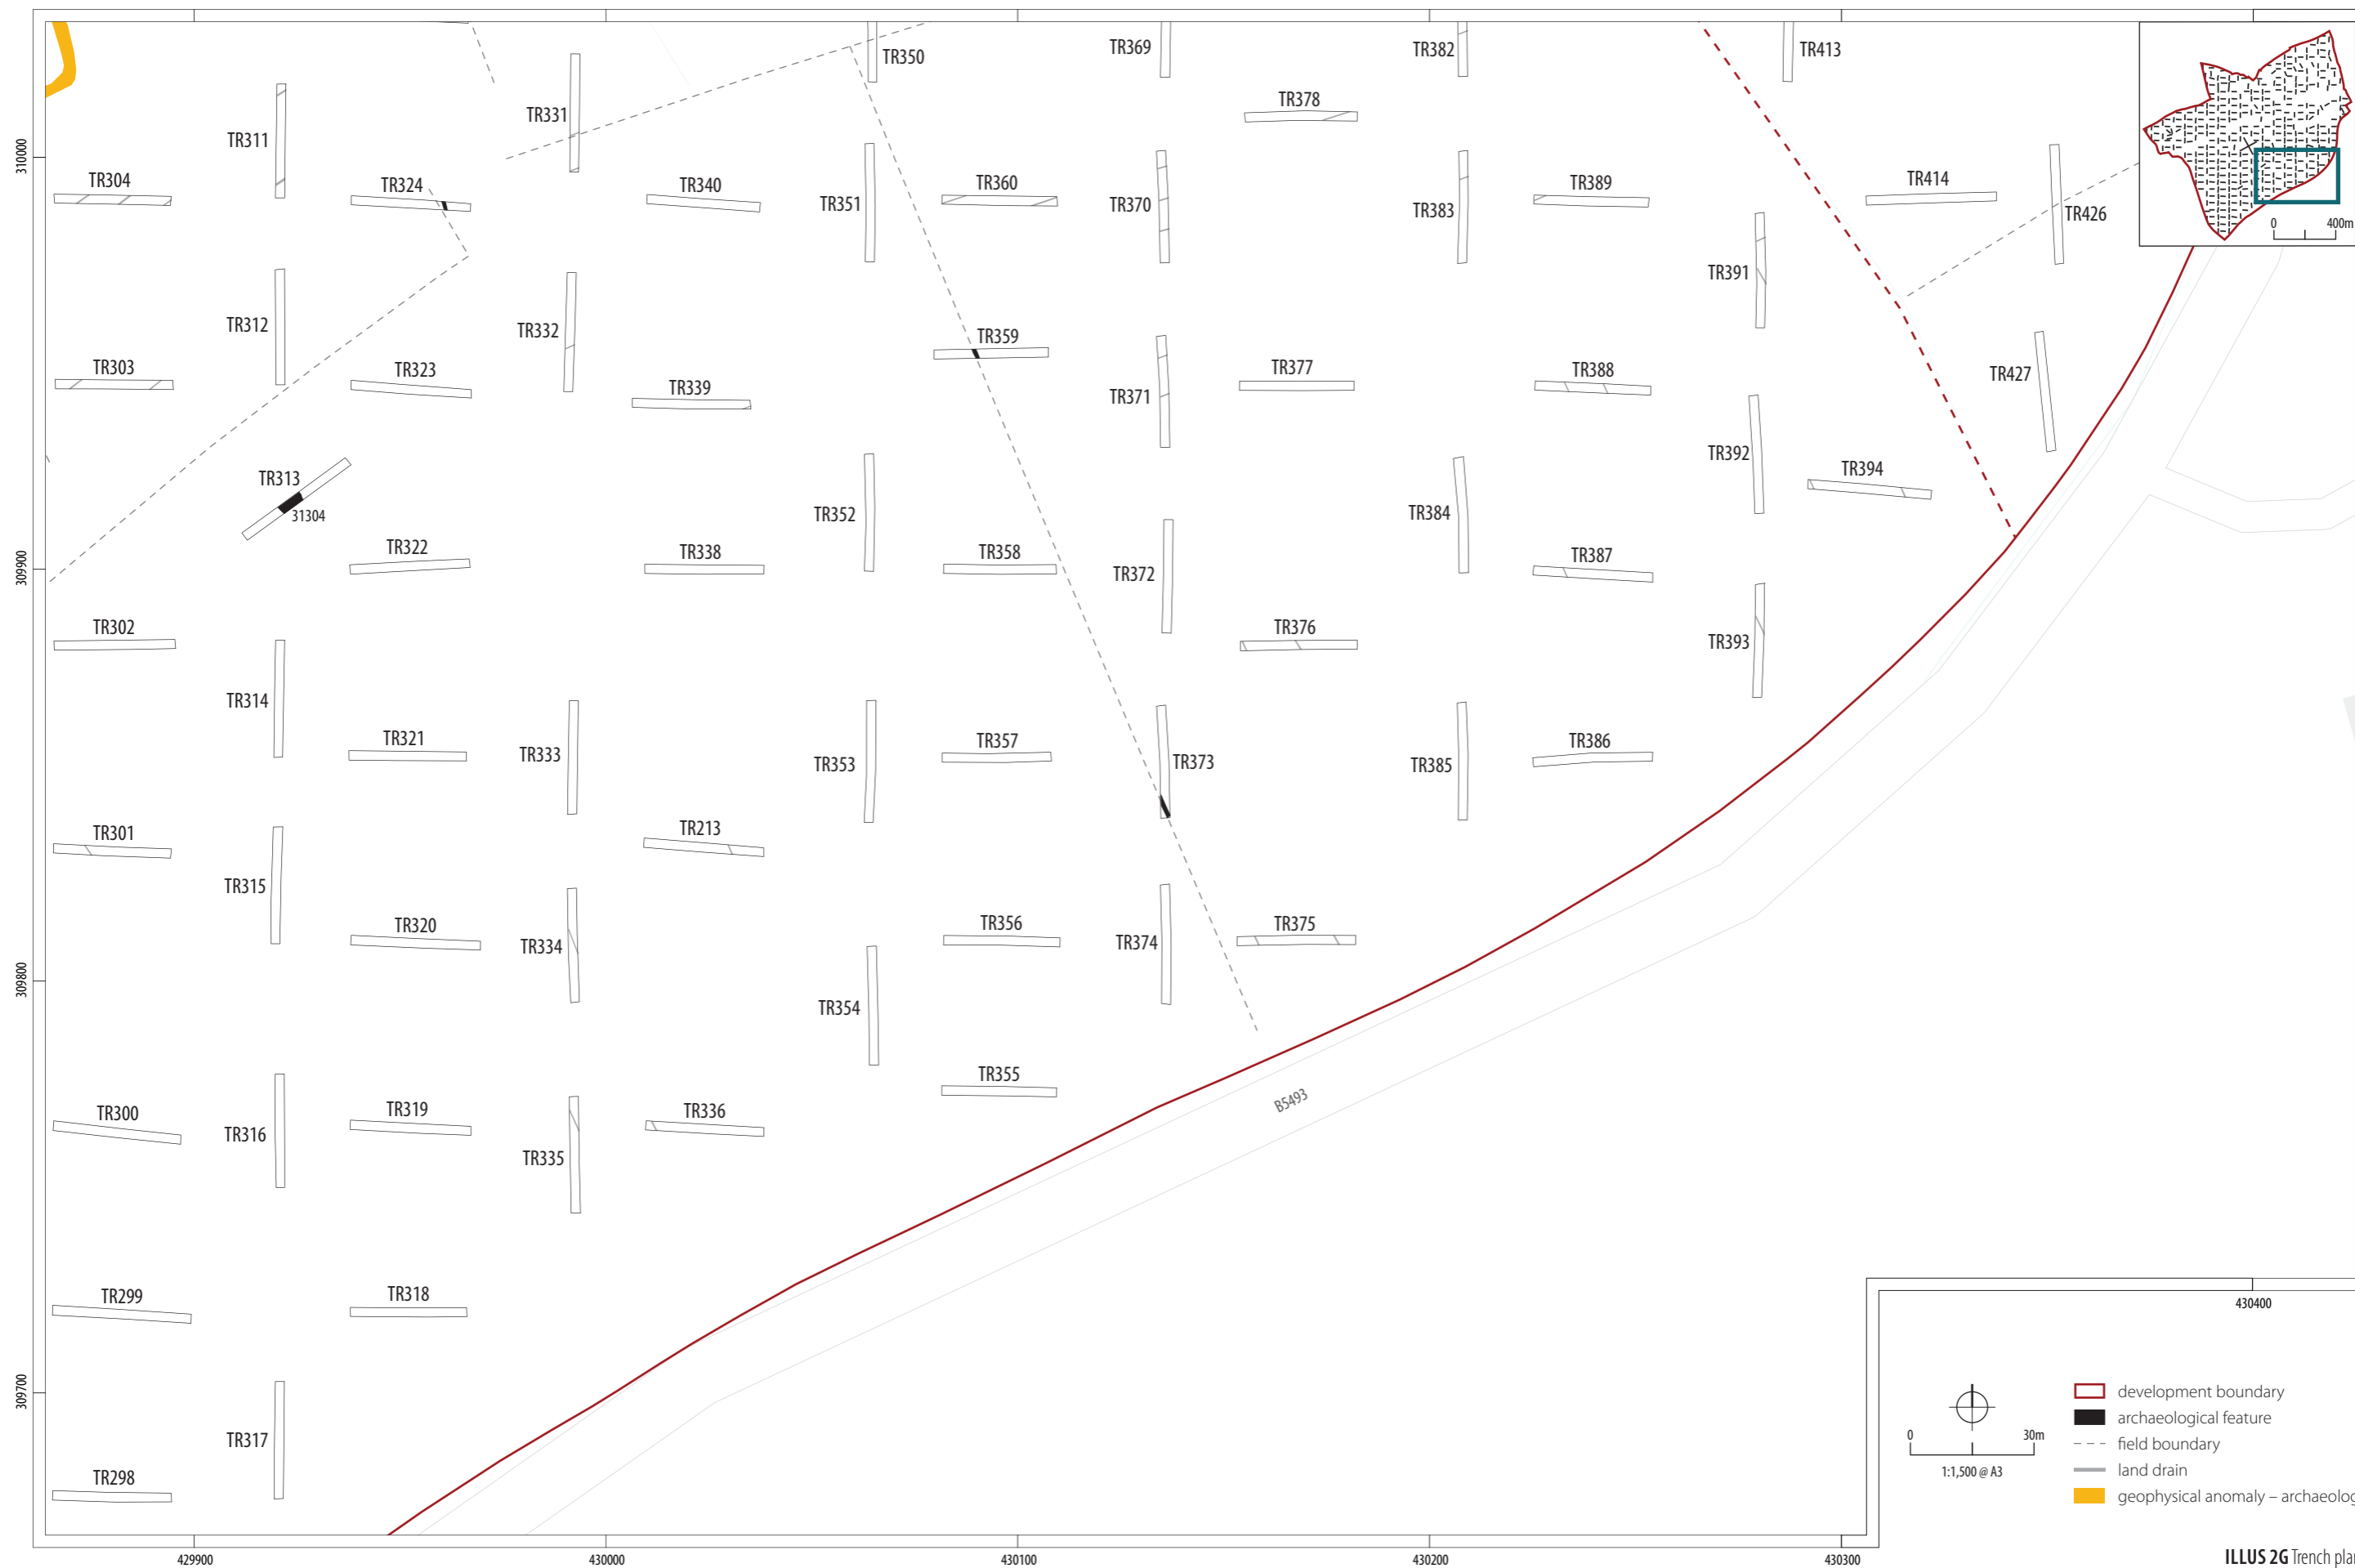 TR350
TR369
TR382
TR413
TR378
TR331
TR311
310000
TR304
TR324
TR340
TR351
TR360
TR370
TR383
TR389
TR414
TR426
0 400m
TR391
TR312
TR332
TR359
TR303
TR323
TR339
TR371
TR377
TR388
TR427
TR392
TR394
TR313
31304
TR352
TR384
TR322
TR338
TR358
TR372
TR387
309900
TR302
TR376
TR393
TR314
TR321
TR333
TR353
TR357
TR373
TR385
TR386
TR301
TR213
TR315
TR320
TR334
TR356
TR374
TR375
309800
TR354
TR355
B5493
TR300
TR316
TR319
TR335
TR336
TR299
TR318
430400
309700
TR317
TR298
0 30m
1:1,500 @ A3
development boundary
archaeological feature
field boundary
land drain
geophysical anomaly – archaeolog
429900 430000 430100 430200 430300
ILLUS 2G Trench plan